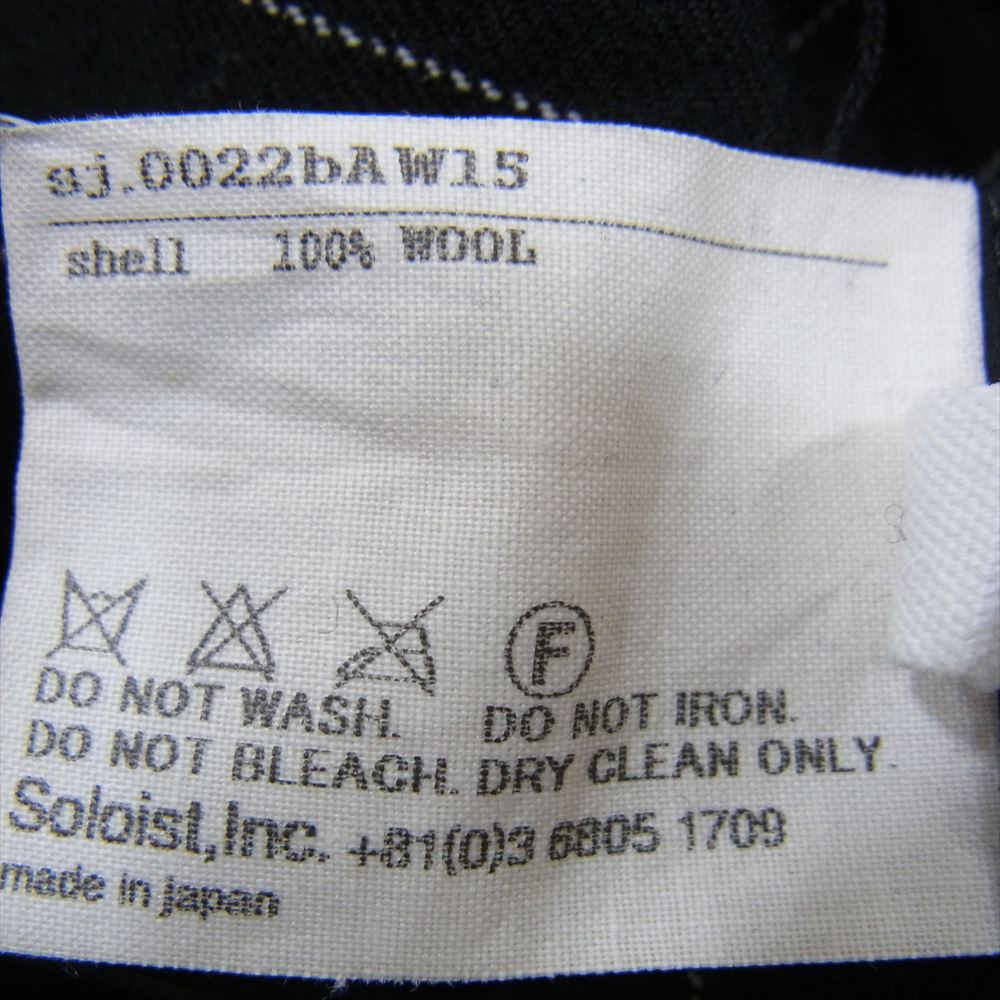 sj.0022bAW15
shell 100% WOOL
F
DO NOT WASH. DO NOT IRON.
DO NOT BLEACH. DRY CLEAN ONLY.
Soloist,Inc. +81(0)3 6805 1709
made in japan